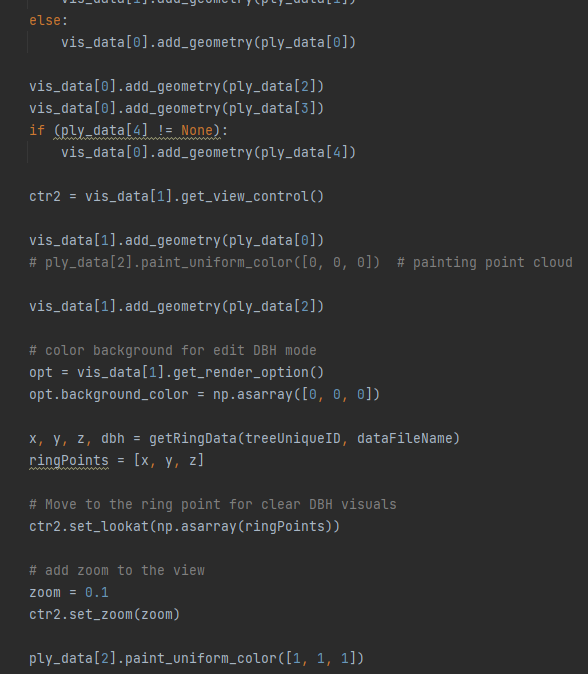 vis_data[1].add_geometry(ply_data[1])
else:
vis_data[0].add_geometry(ply_data[0])
vis_data[0].add_geometry(ply_data[2])
vis_data[0].add_geometry(ply_data[3])
if (ply_data[4] != None):
vis_data[0].add_geometry(ply_data[4])
ctr2 = vis_data[1].get_view_control()
vis_data[1].add_geometry(ply_data[0])
# ply_data[2].paint_uniform_color([0, 0, 0])  # painting point cloud
vis_data[1].add_geometry(ply_data[2])
# color background for edit DBH mode
opt = vis_data[1].get_render_option()
opt.background_color = np.asarray([0, 0, 0])
x, y, z, dbh = getRingData(treeUniqueID, dataFileName)
ringPoints = [x, y, z]
# Move to the ring point for clear DBH visuals
ctr2.set_lookat(np.asarray(ringPoints))
# add zoom to the view
zoom = 0.1
ctr2.set_zoom(zoom)
ply_data[2].paint_uniform_color([1, 1, 1])